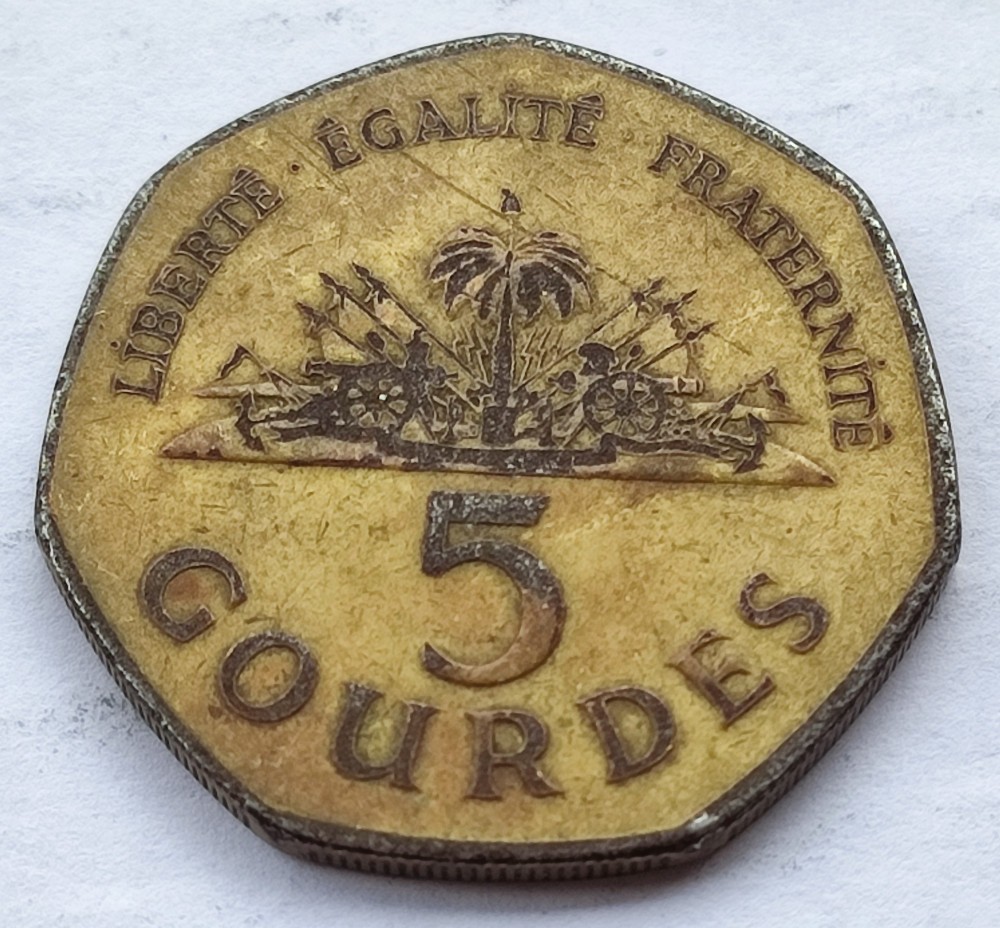 LIBERTÉ · ÉGALITÉ FRATERNITÉ
5
GOURDES